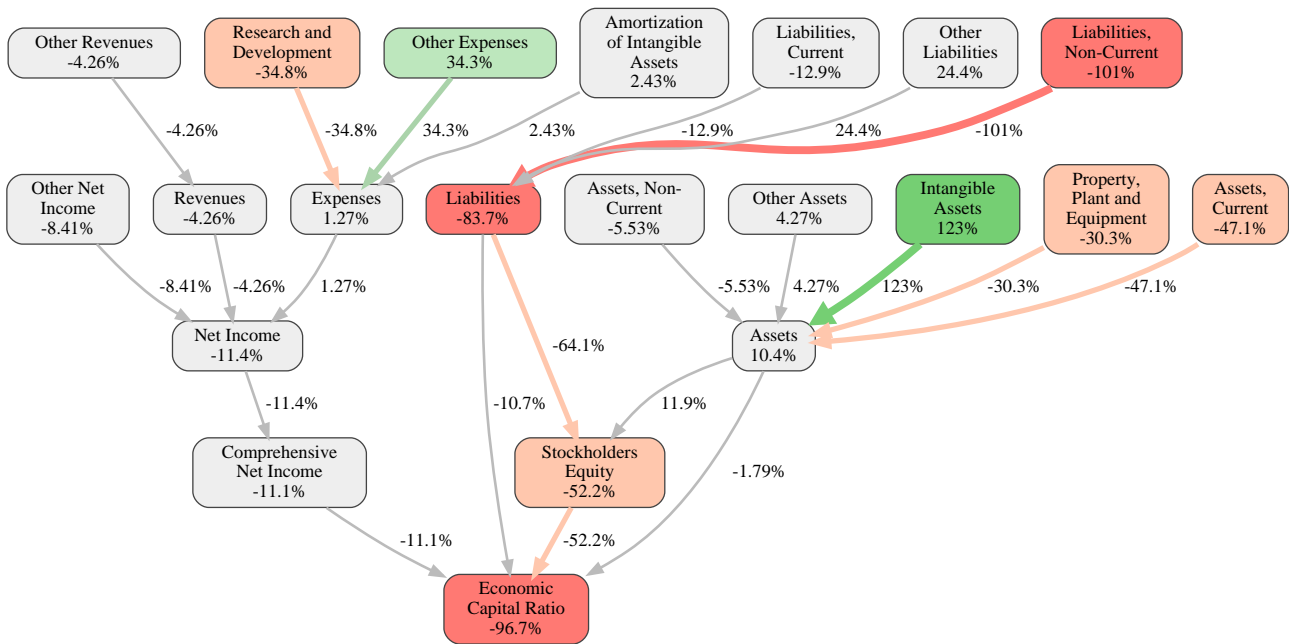 Other Revenues
-4.26%
Research and
Development
-34.8%
Other Expenses
34.3%
Amortization
of Intangible
Assets
2.43%
Liabilities,
Current
-12.9%
Other
Liabilities
24.4%
Liabilities,
Non-Current
-101%
-4.26%
-34.8%
34.3%
2.43%
-12.9%
24.4%
-101%
Other Net
Income
-8.41%
Revenues
-4.26%
Expenses
1.27%
Liabilities
-83.7%
Assets, Non-
Current
-5.53%
Other Assets
4.27%
Intangible
Assets
123%
Property,
Plant and
Equipment
-30.3%
Assets,
Current
-47.1%
-8.41%
-4.26%
1.27%
-5.53%
4.27%
123%
-30.3%
-47.1%
Net Income
-11.4%
-64.1%
Assets
10.4%
-11.4%
-10.7%
11.9%
Comprehensive
Net Income
-11.1%
Stockholders
Equity
-52.2%
-1.79%
-11.1%
-52.2%
Economic
Capital Ratio
-96.7%